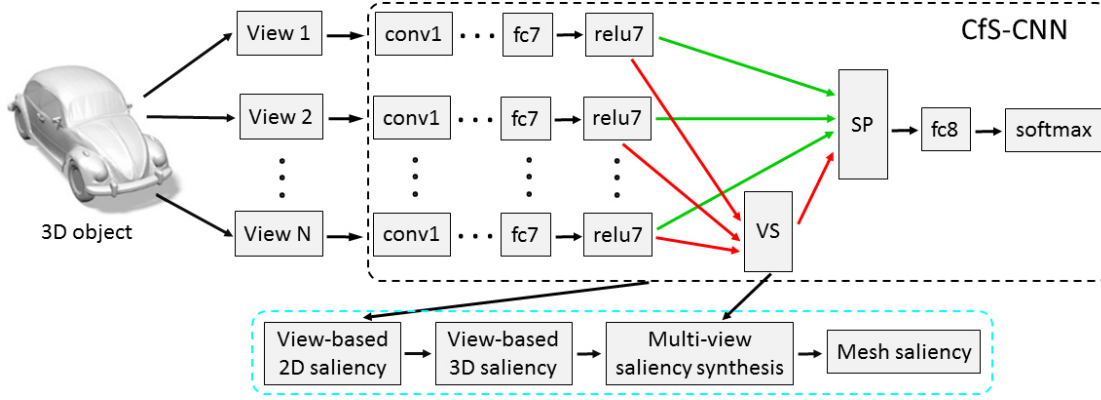 View 1
conv1
fc7
relu7
CfS-CNN
View 2
conv1
fc7
relu7
SP
fc8
softmax
3D object
View N
conv1
fc7
relu7
VS
View-based
2D saliency
View-based
3D saliency
Multi-view
saliency synthesis
Mesh saliency